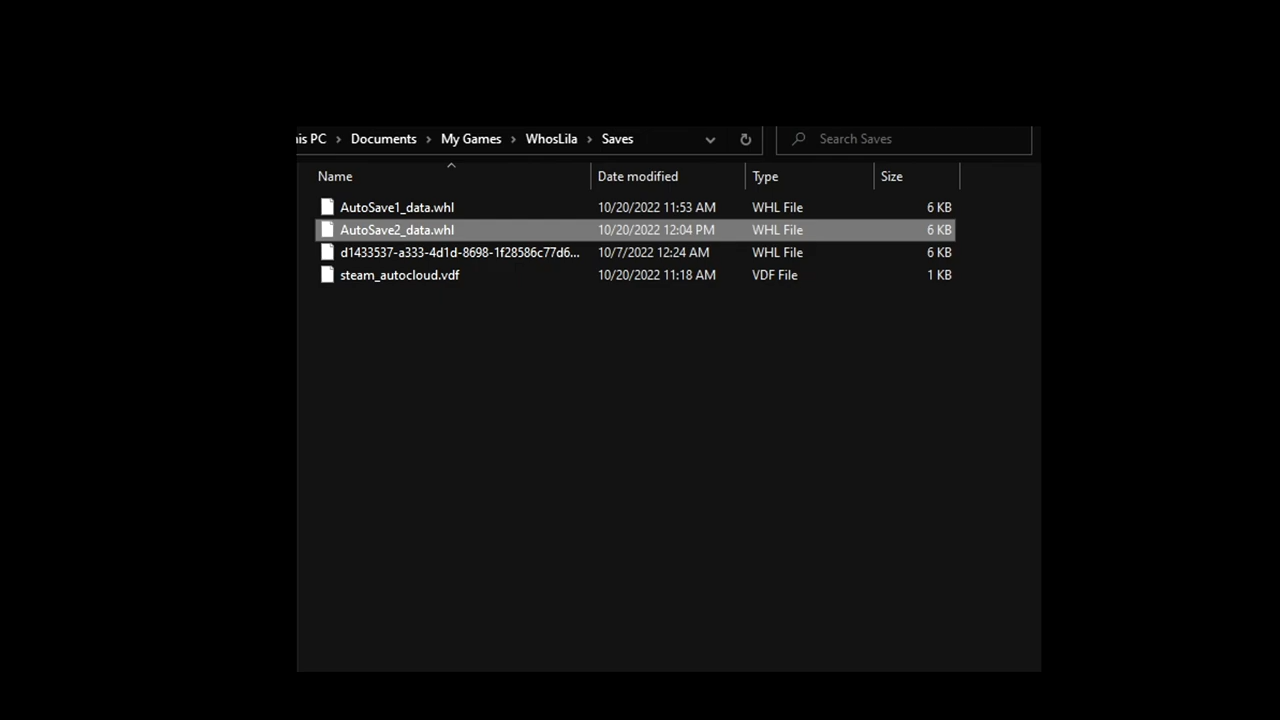 his PC > Documents > My Games > WhosLila > Saves Search Saves
Name Date modified Type Size
AutoSave1_data.whl 10/20/2022 11:53 AM WHL File 6 KB
AutoSave2_data.whl 10/20/2022 12:04 PM WHL File 6 KB
d1433537-a333-4d1d-8698-1f28586c77d6... 10/7/2022 12:24 AM WHL File 6 KB
steam_autocloud.vdf 10/20/2022 11:18 AM VDF File 1 KB